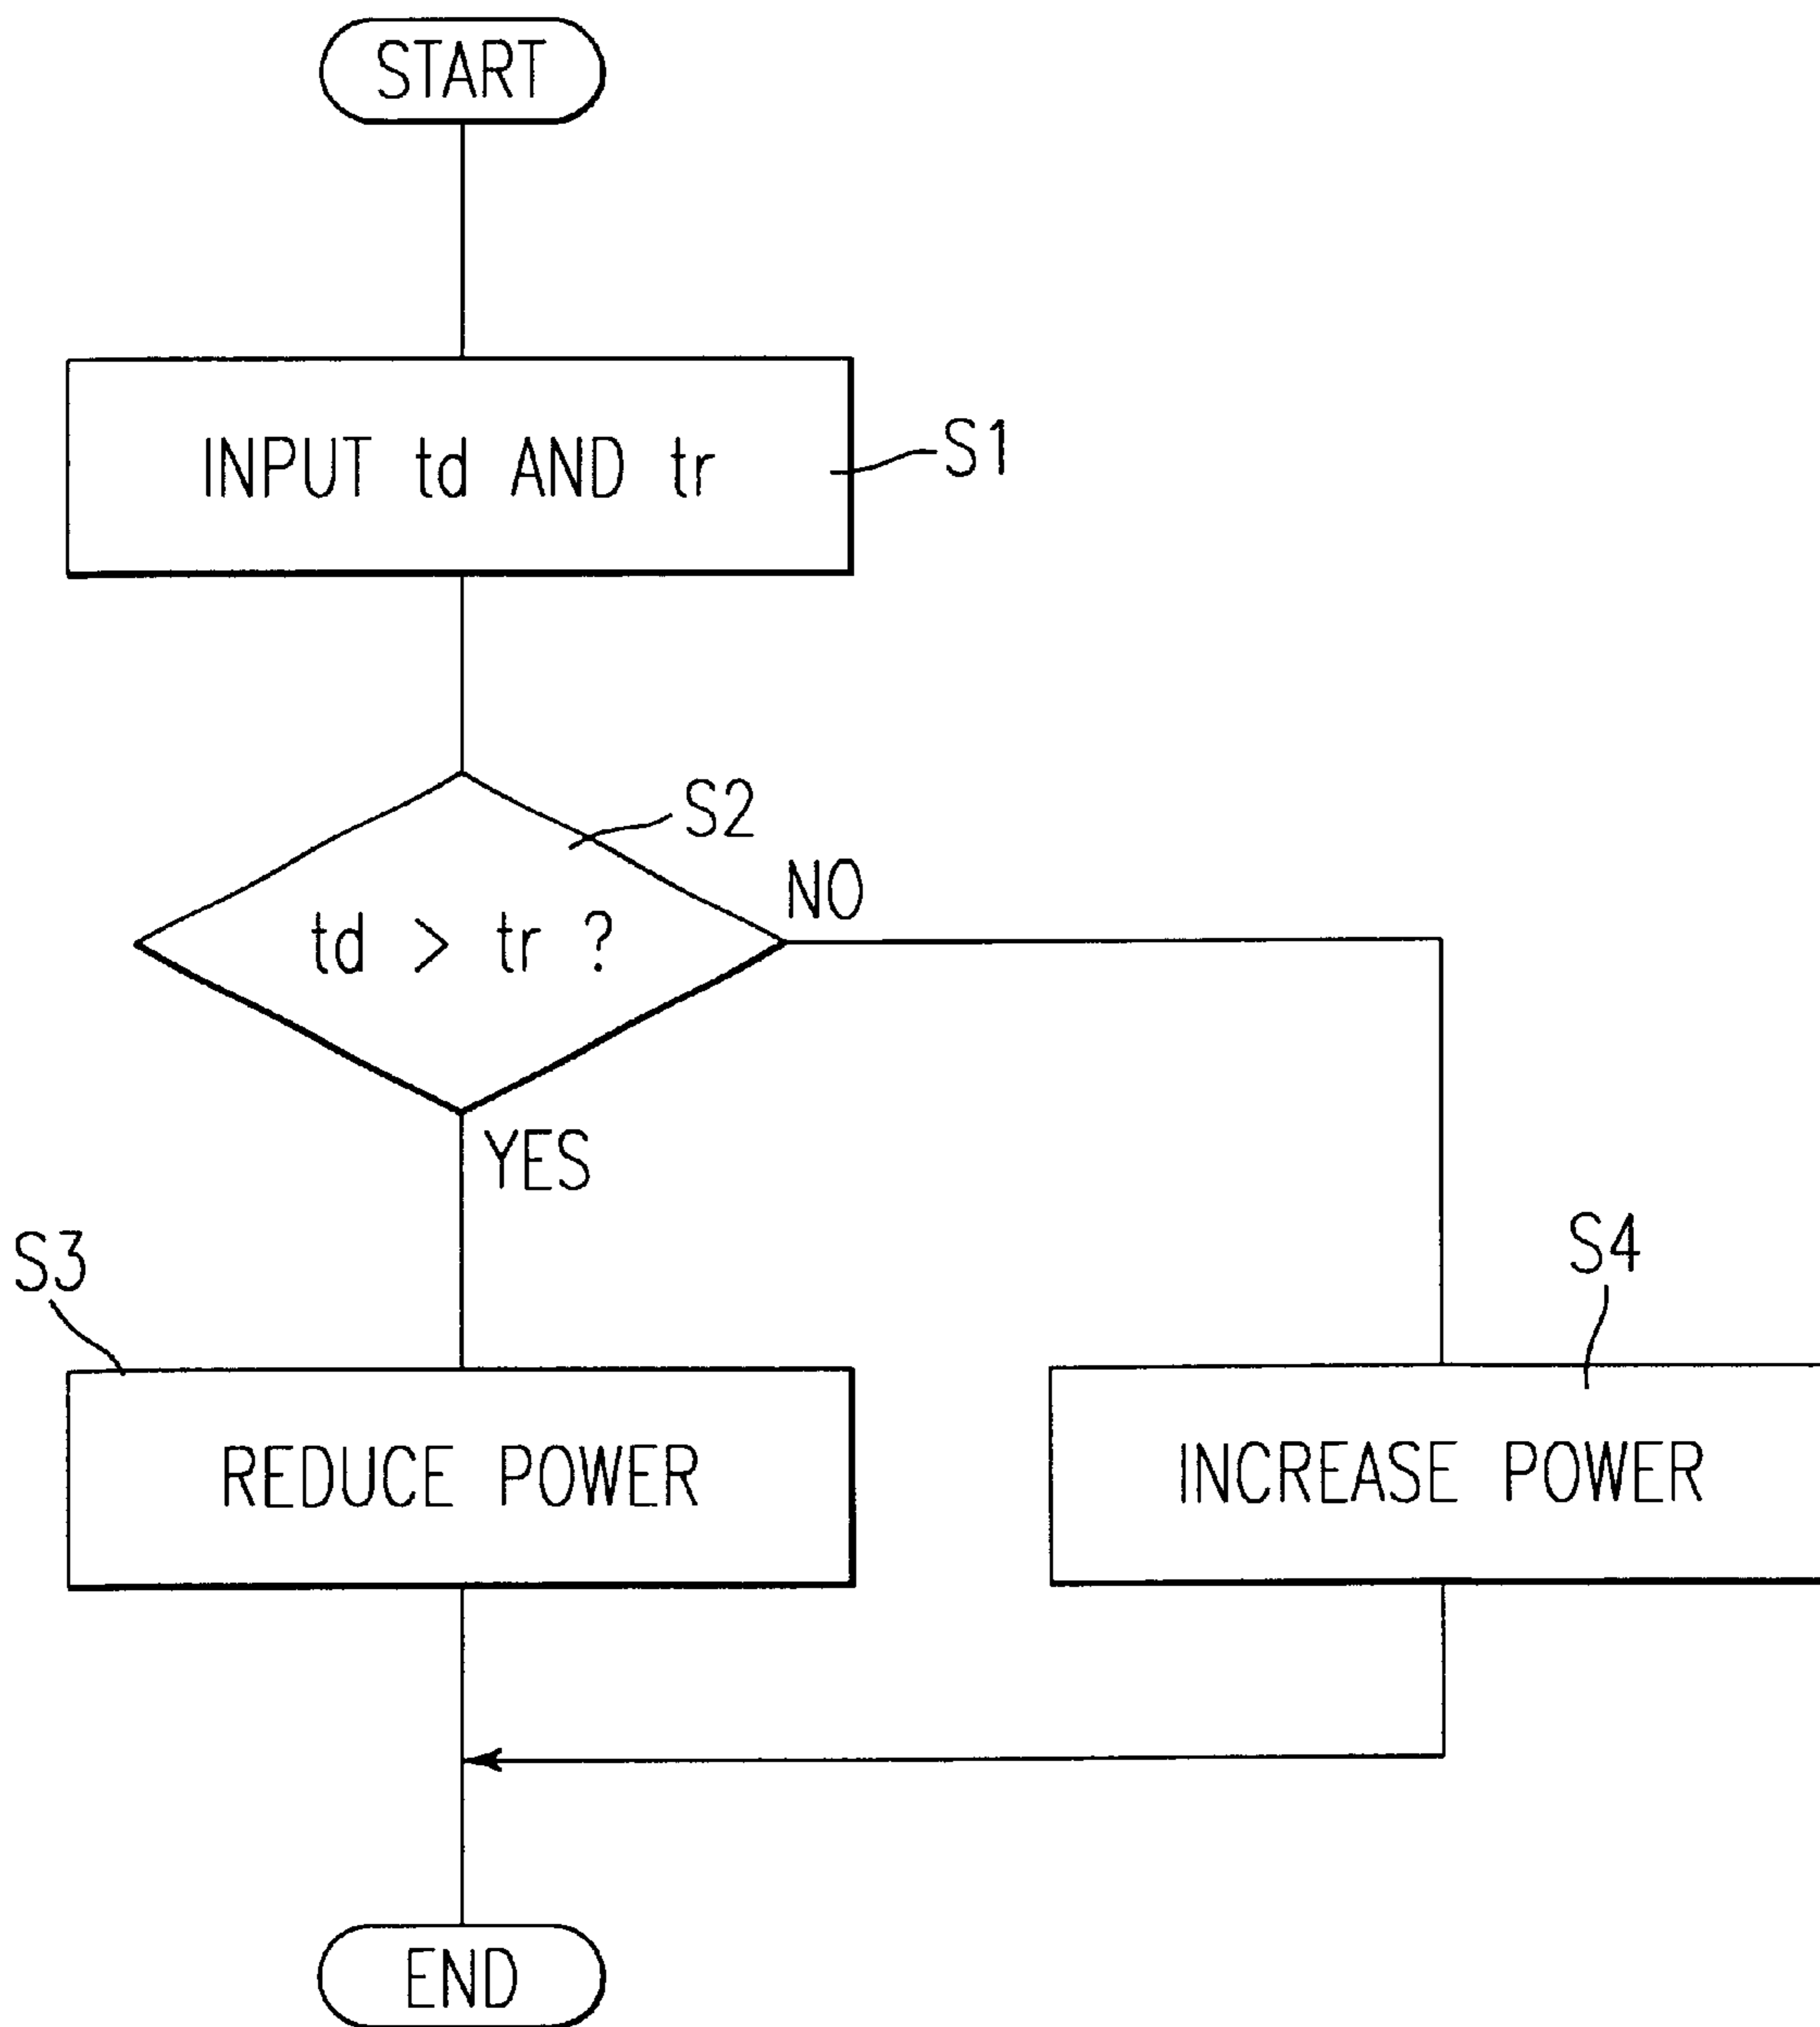 START
INPUT td AND tr
S1
S2
NO
td > tr ?
YES
S3
S4
REDUCE POWER
INCREASE POWER
END